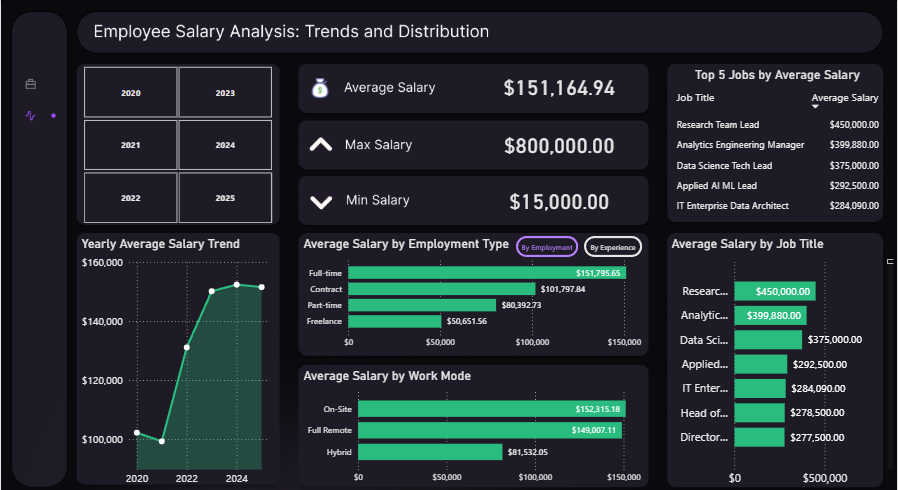 Employee Salary Analysis: Trends and Distribution
2020
2023
2021
2024
2022
2025
Average Salary
$151,164.94
Max Salary
$800,000.00
Min Salary
$15,000.00
Top 5 Jobs by Average Salary
Job Title Average Salary
Research Team Lead $450,000.00
Analytics Engineering Manager $399,880.00
Data Science Tech Lead $375,000.00
Applied AI ML Lead $292,500.00
IT Enterprise Data Architect $284,090.00
Yearly Average Salary Trend
$160,000
$140,000
$120,000
$100,000
2020 2022 2024
Average Salary by Employment Type
By Employment
By Experience
Full-time $151,795.65
Contract $101,797.84
Part-time $80,392.73
Freelance $50,651.56
$0 $50,000 $100,000 $150,000
Average Salary by Work Mode
On-Site $152,315.18
Full Remote $149,007.11
Hybrid $81,532.05
$0 $50,000 $100,000 $150,000
Average Salary by Job Title
Researc... $450,000.00
Analytic... $399,880.00
Data Sci... $375,000.00
Applied... $292,500.00
IT Enter... $284,090.00
Head of... $278,500.00
Director... $277,500.00
$0 $500,000